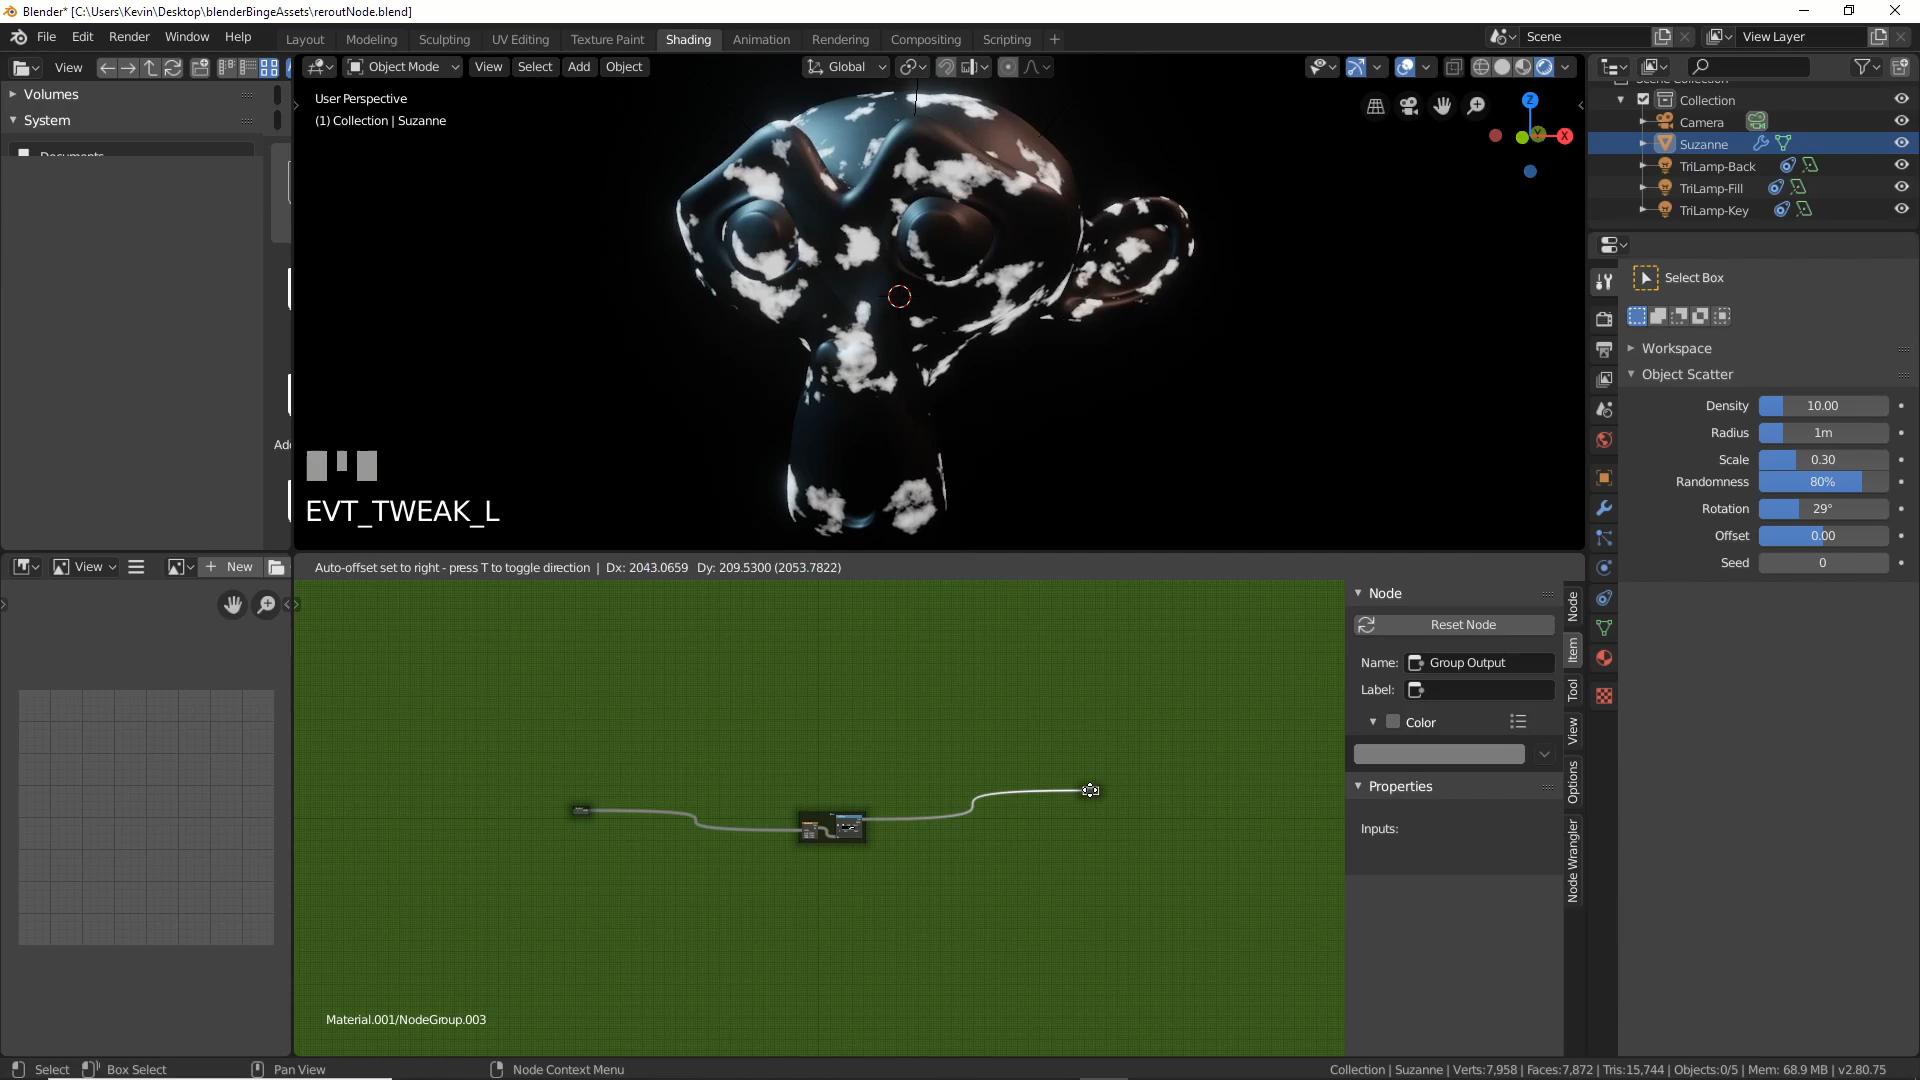 Blender* [C:\Users\Kevin\Desktop\blenderBingeAssets\reroutNode.blend]
File Edit Render Window Help
Layout Modeling Sculpting UV Editing Texture Paint Shading Animation Rendering Compositing Scripting
Scene
View Layer
View
Object Mode View Select Add Object
Global
Volumes
System
Documents
User Perspective
(1) Collection | Suzanne
Z
Y
X
Collection
Camera
Suzanne
TriLamp-Back
TriLamp-Fill
TriLamp-Key
Select Box
Workspace
Object Scatter
Density 10.00
Radius 1m
Scale 0.30
Randomness 80%
Rotation 29°
Offset 0.00
Seed 0
EVT_TWEAK_L
View
New
Auto-offset set to right - press T to toggle direction | Dx: 2043.0659 Dy: 209.5300 (2053.7822)
Node
Reset Node
Name: Group Output
Label:
Color
Properties
Inputs:
Node
Item
Tool
View
Options
Node Wrangler
Material.001/NodeGroup.003
Select
Box Select
Pan View
Node Context Menu
Collection | Suzanne | Verts:7,958 | Faces:7,872 | Tris:15,744 | Objects:0/5 | Mem: 68.9 MB | v2.80.75